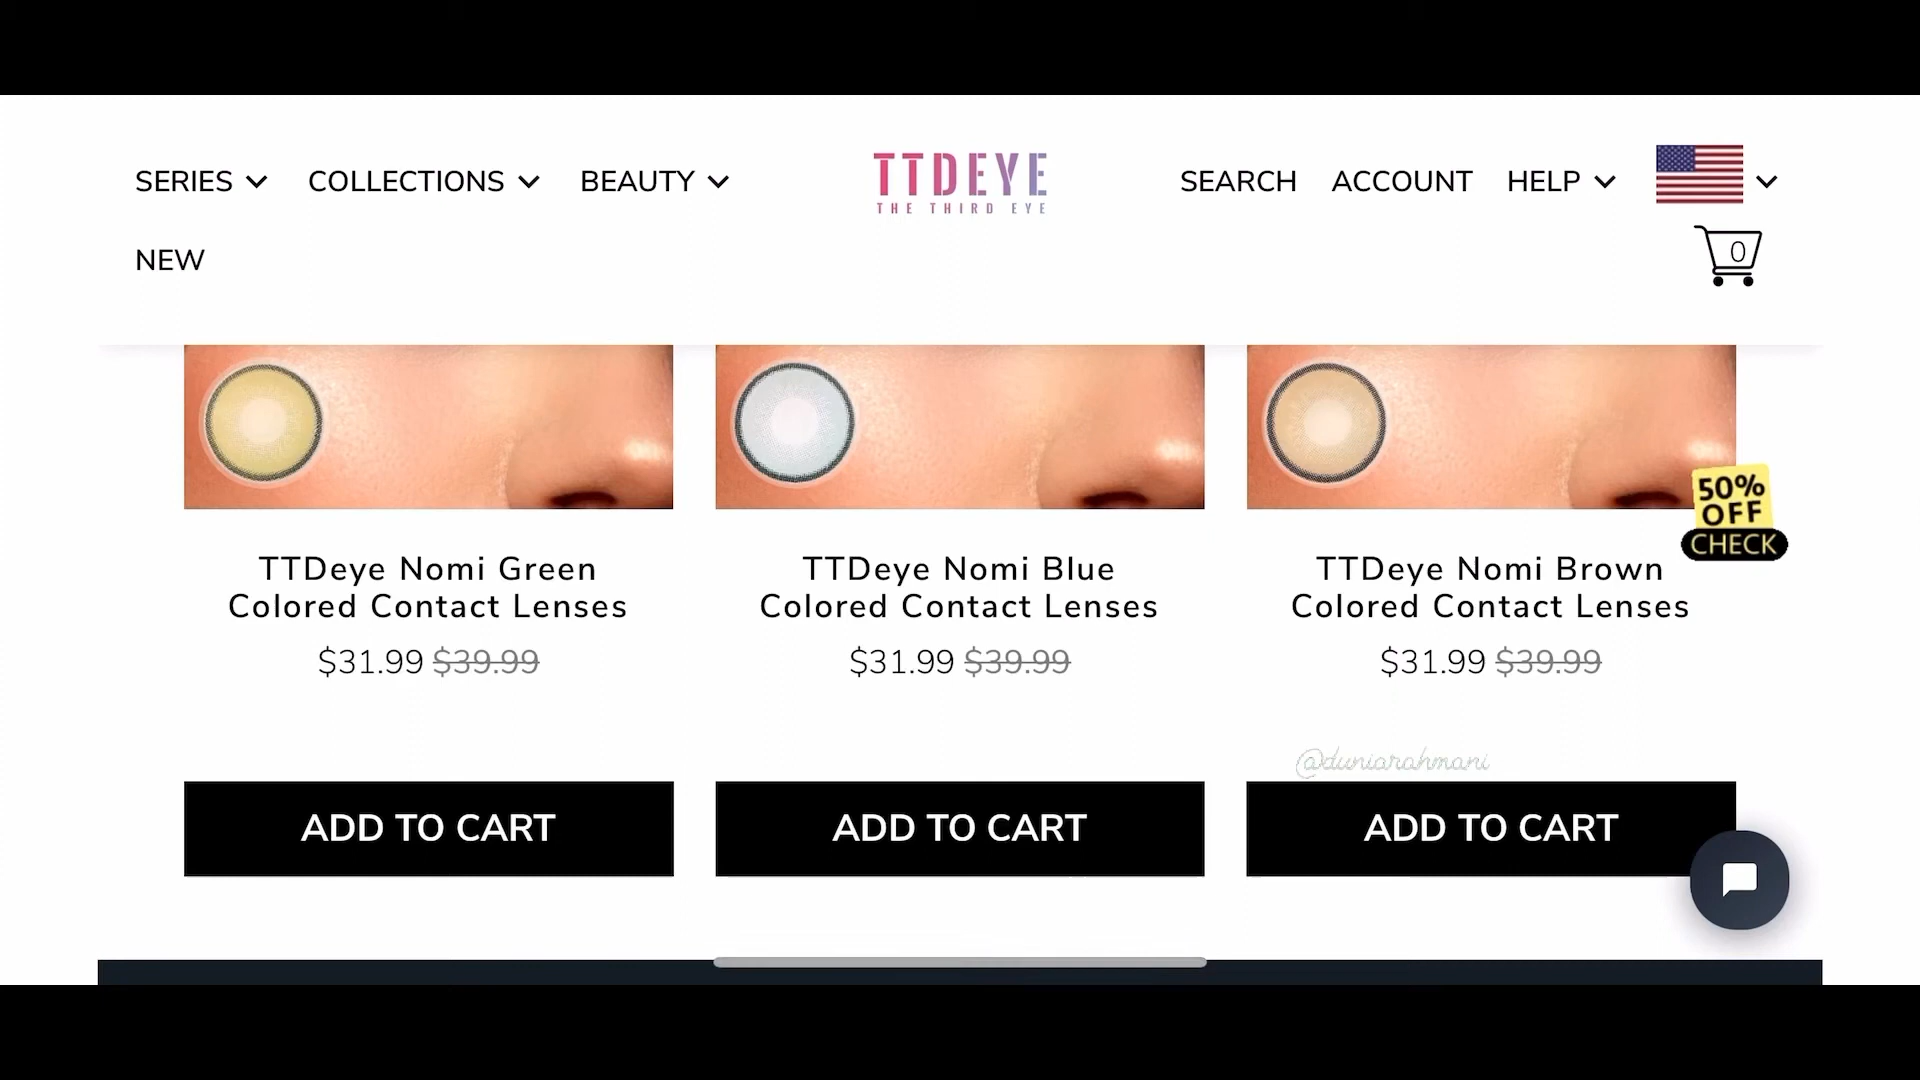 SERIES COLLECTIONS BEAUTY
TTDEYE
THE THIRD EYE
SEARCH ACCOUNT HELP
NEW
0
50%
OFF
CHECK
TTDeye Nomi Green
Colored Contact Lenses
$31.99 $39.99
TTDeye Nomi Blue
Colored Contact Lenses
$31.99 $39.99
TTDeye Nomi Brown
Colored Contact Lenses
$31.99 $39.99
@duniarahmani
ADD TO CART
ADD TO CART
ADD TO CART